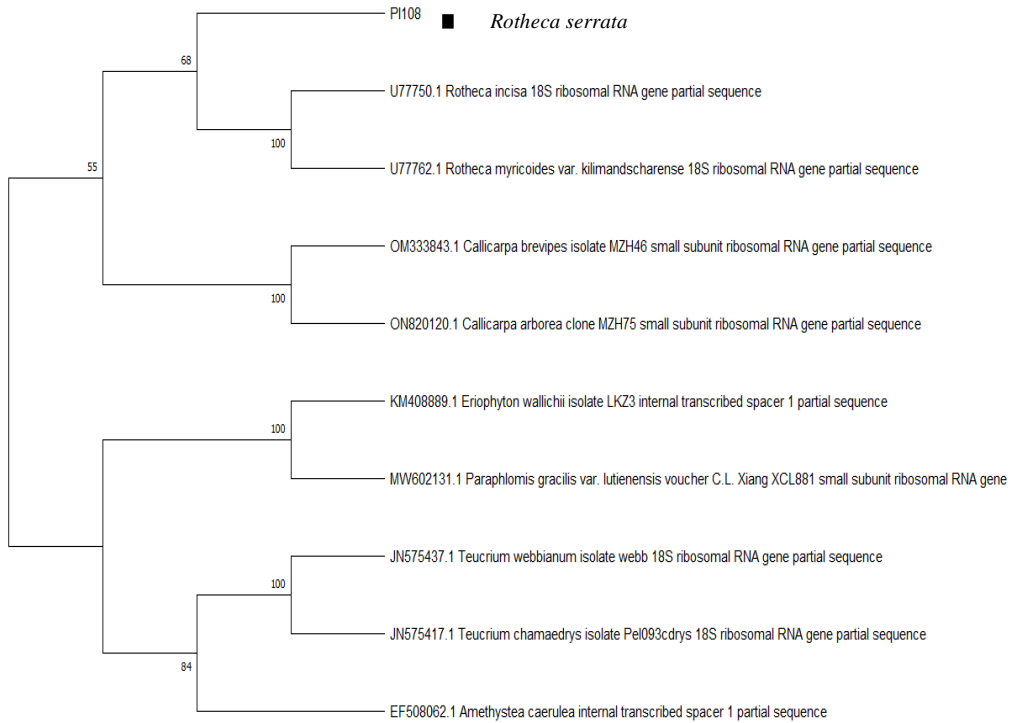 PI108 Rotheca serrata
68
U77750.1 Rotheca incisa 18S ribosomal RNA gene partial sequence
100
55
U77762.1 Rotheca myricoides var. kilimandscharense 18S ribosomal RNA gene partial sequence
OM333843.1 Callicarpa brevipes isolate MZH46 small subunit ribosomal RNA gene partial sequence
100
ON820120.1 Callicarpa arborea clone MZH75 small subunit ribosomal RNA gene partial sequence
KM408889.1 Eriophyton wallichii isolate LKZ3 internal transcribed spacer 1 partial sequence
100
MW602131.1 Paraphlomis gracilis var. lutienensis voucher C.L. Xiang XCL881 small subunit ribosomal RNA gene
JN575437.1 Teucrium webbianum isolate webb 18S ribosomal RNA gene partial sequence
100
JN575417.1 Teucrium chamaedrys isolate Pel093cdrys 18S ribosomal RNA gene partial sequence
84
EF508062.1 Amethystea caerulea internal transcribed spacer 1 partial sequence